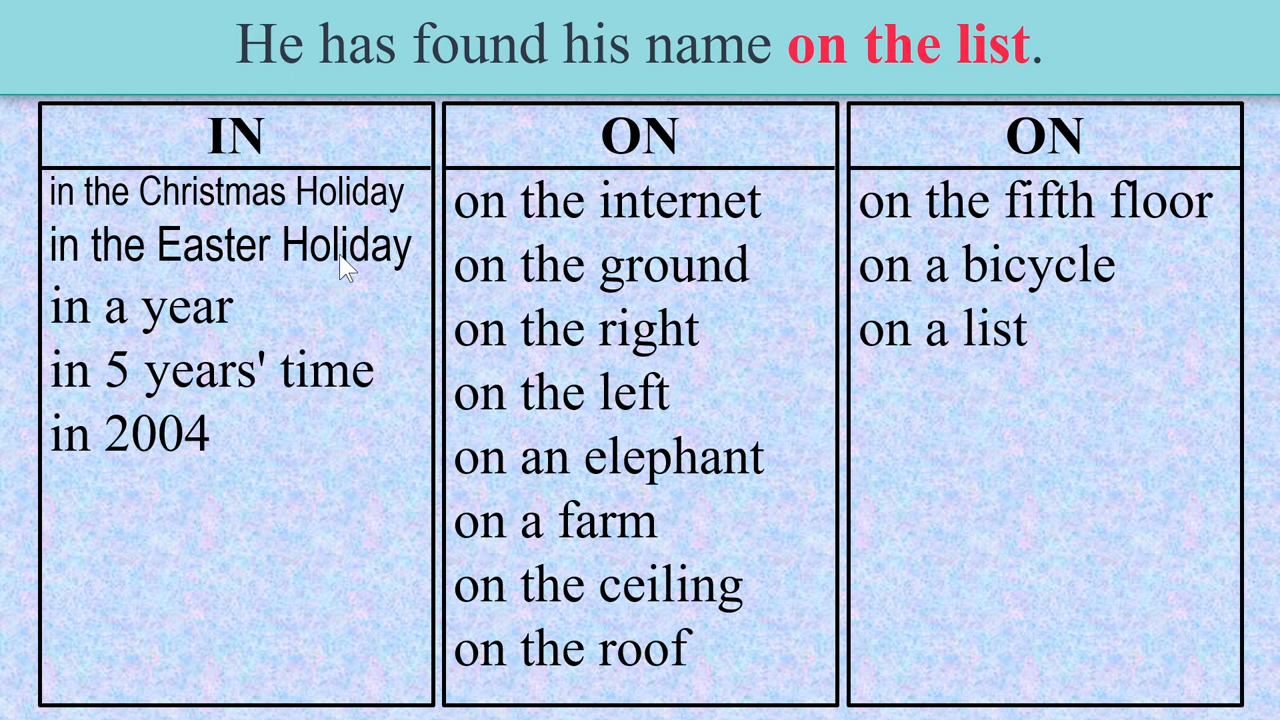 He has found his name on the list.
IN
in the Christmas Holiday
in the Easter Holiday
in a year
in 5 years' time
in 2004
ON
on the internet
on the ground
on the right
on the left
on an elephant
on a farm
on the ceiling
on the roof
ON
on the fifth floor
on a bicycle
on a list